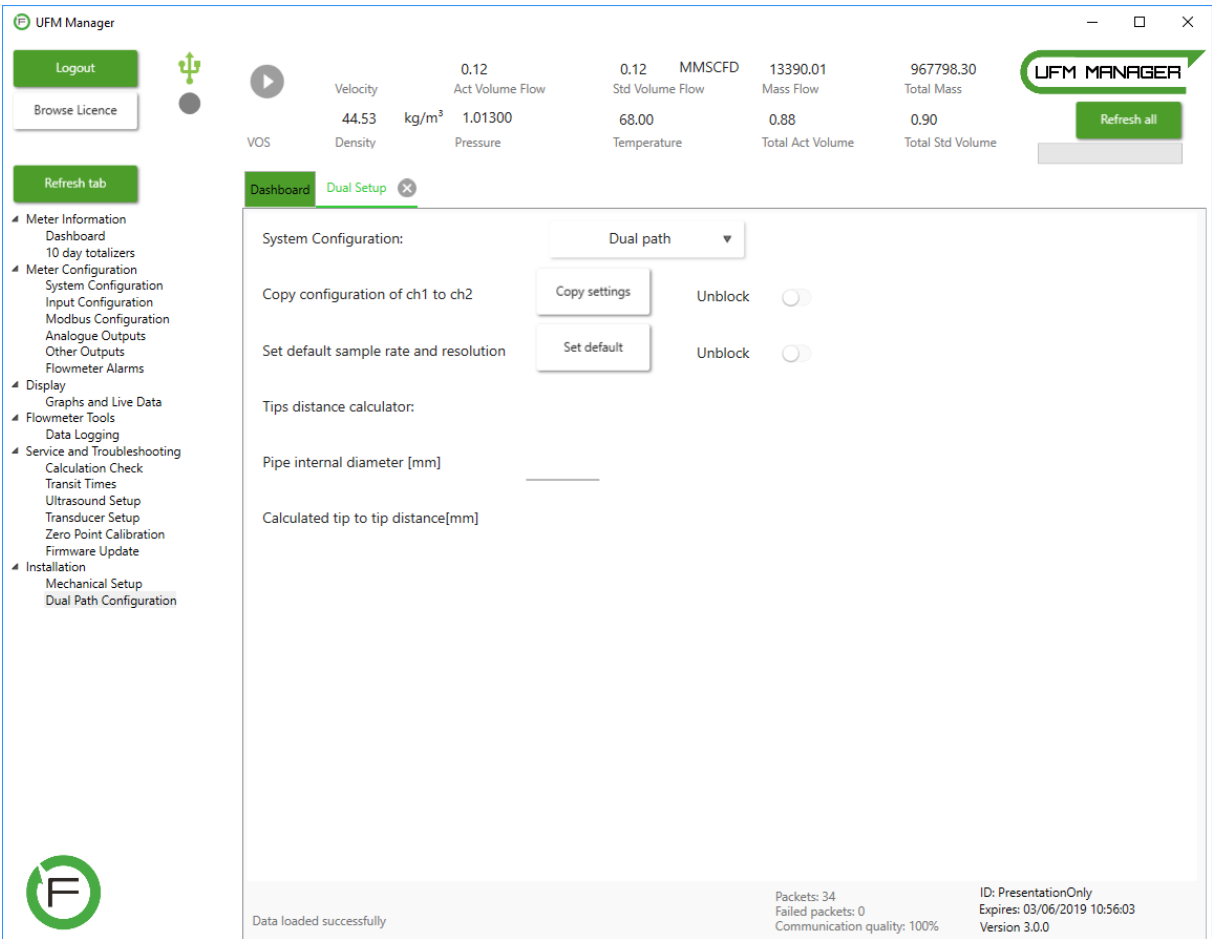 UFM Manager
Logout
Browse Licence
0.12
0.12 MMSCFD
13390.01
967798.30
UFM MANAGER
Velocity
Act Volume Flow
Std Volume Flow
Mass Flow
Total Mass
44.53 kg/m³
1.01300
68.00
0.88
0.90
Refresh all
VOS
Density
Pressure
Temperature
Total Act Volume
Total Std Volume
Refresh tab
Dashboard
Dual Setup
Meter Information
Dashboard
10 day totalizers
Meter Configuration
System Configuration
Input Configuration
Modbus Configuration
Analogue Outputs
Other Outputs
Flowmeter Alarms
Display
Graphs and Live Data
Flowmeter Tools
Data Logging
Service and Troubleshooting
Calculation Check
Transit Times
Ultrasound Setup
Transducer Setup
Zero Point Calibration
Firmware Update
Installation
Mechanical Setup
Dual Path Configuration
System Configuration: Dual path
Copy configuration of ch1 to ch2 Copy settings Unblock
Set default sample rate and resolution Set default Unblock
Tips distance calculator:
Pipe internal diameter [mm]
Calculated tip to tip distance[mm]
F
Data loaded successfully
Packets: 34
Failed packets: 0
Communication quality: 100%
ID: PresentationOnly
Expires: 03/06/2019 10:56:03
Version 3.0.0